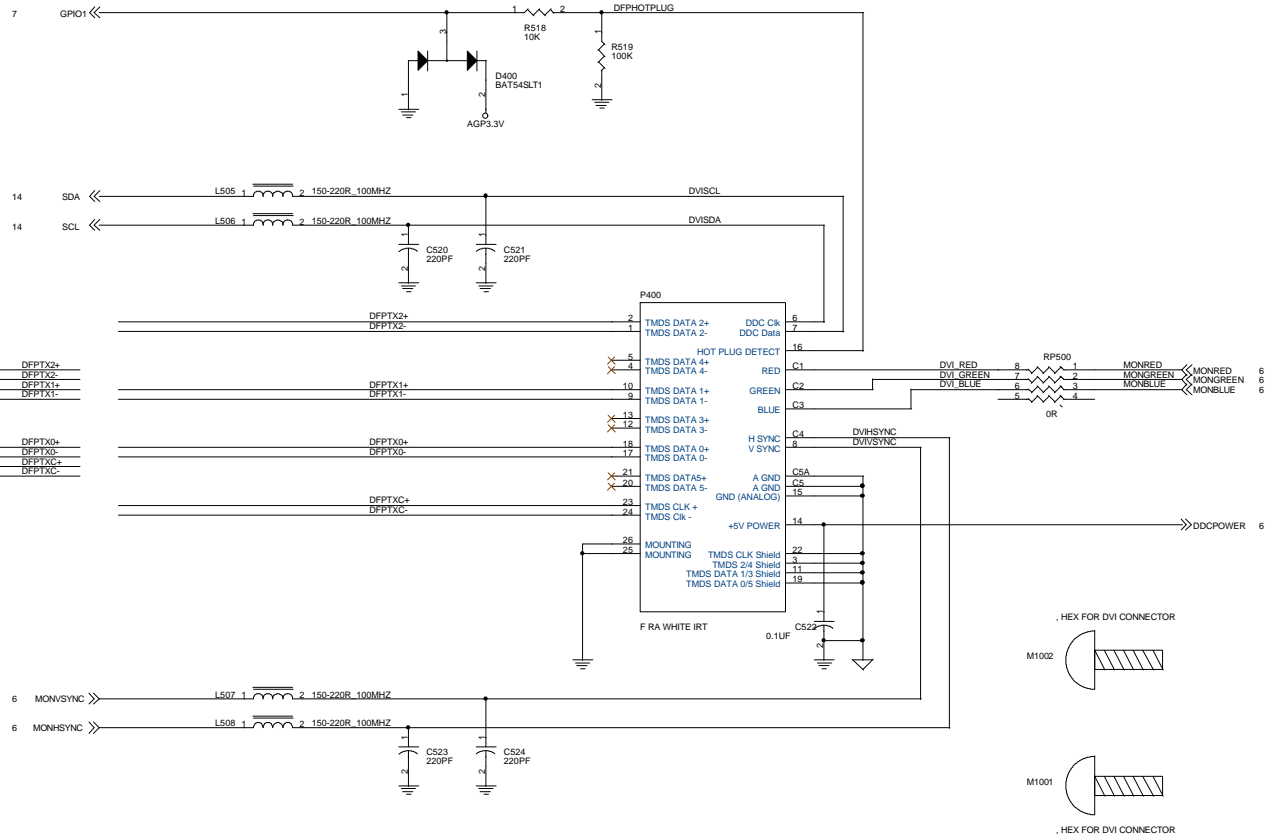 7 GPIO1 1 2 DFPHOTPLUG
R518
10K
3
1
R519
100K
2
D400
BAT54SLT1
1
2
AGP3.3V
14 SDA L505 1 2 150-220R_100MHZ DVISCL
14 SCL L506 1 2 150-220R_100MHZ DVISDA
1
C520
220PF
2
1
C521
220PF
2
P400
DFPTX2+ 2 TMDS DATA 2+ DDC Clk 6
DFPTX2- 1 TMDS DATA 2- DDC Data 7
HOT PLUG DETECT 16
5 TMDS DATA 4+
4 TMDS DATA 4-
RED C1 DVI_RED 8 RP500 1 MONRED MONRED 6
DFPTX2+
DFPTX2-
DFPTX1+
DFPTX1-
DFPTX1+ 10 TMDS DATA 1+ GREEN C2 DVI_GREEN 7 2 MONGREEN MONGREEN 6
DFPTX1- 9 TMDS DATA 1-
BLUE C3 DVI_BLUE 6 3 MONBLUE MONBLUE 6
5 4
0R
13 TMDS DATA 3+
12 TMDS DATA 3-
H SYNC C4 DVIHSYNC
V SYNC 8 DVIVSYNC
DFPTX0+ 18 TMDS DATA 0+
DFPTX0- 17 TMDS DATA 0-
DFPTX0+
DFPTX0-
DFPTXC+
DFPTXC-
21 TMDS DATA5+ A GND C5A
20 TMDS DATA 5- A GND C5
GND (ANALOG) 15
DFPTXC+ 23 TMDS CLK +
DFPTXC- 24 TMDS Clk -
+5V POWER 14 DDCPOWER 6
26 MOUNTING
25 MOUNTING
TMDS CLK Shield 22
TMDS 2/4 Shield 3
TMDS DATA 1/3 Shield 11
TMDS DATA 0/5 Shield 19
F RA WHITE IRT
1
C522
0.1UF
2
, HEX FOR DVI CONNECTOR
M1002
6 MONVSYNC L507 1 2 150-220R_100MHZ
6 MONHSYNC L508 1 2 150-220R_100MHZ
1
C523
220PF
2
1
C524
220PF
2
M1001
, HEX FOR DVI CONNECTOR